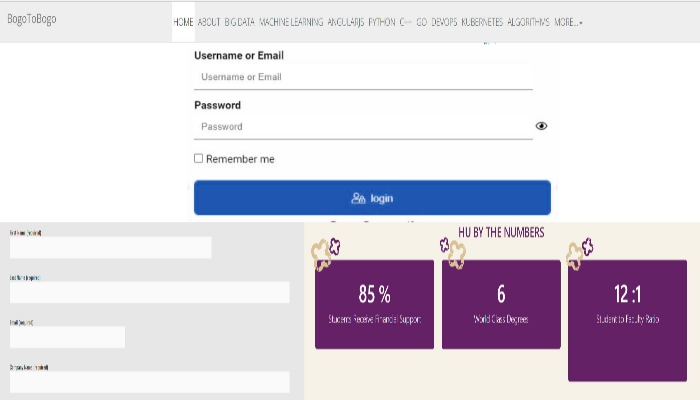 BogoToBogo
HOME ABOUT BIG DATA MACHINE LEARNING ANGULARJS PYTHON C++ GO DEVOPS KUBERNETES ALGORITHMS MORE...
Username or Email
Username or Email
Password
Password
Remember me
login
First Name (required)
Last Name (required)
Email (required)
Company Name (required)
HU BY THE NUMBERS
85 %
Students Receive Financial Support
6
World Class Degrees
12 :1
Student to Faculty Ratio